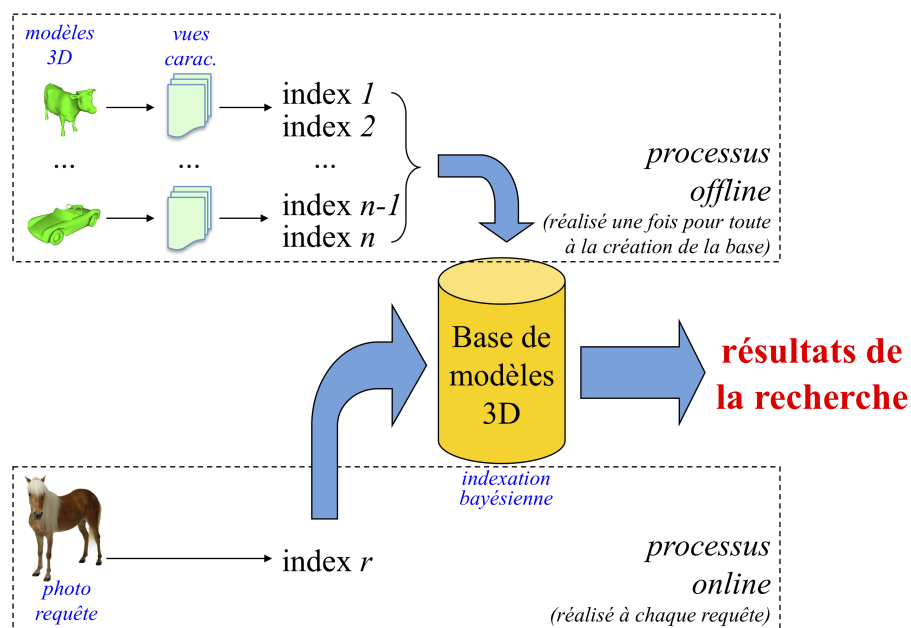 modèles
3D
vues
carac.
index 1
index 2
... ... ...
index n-1
index n
processus
offline
(réalisé une fois pour toute
à la création de la base)
Base de
modèles
3D
résultats de
la recherche
indexation
bayésienne
photo
requête
index r
processus
online
(réalisé à chaque requête)